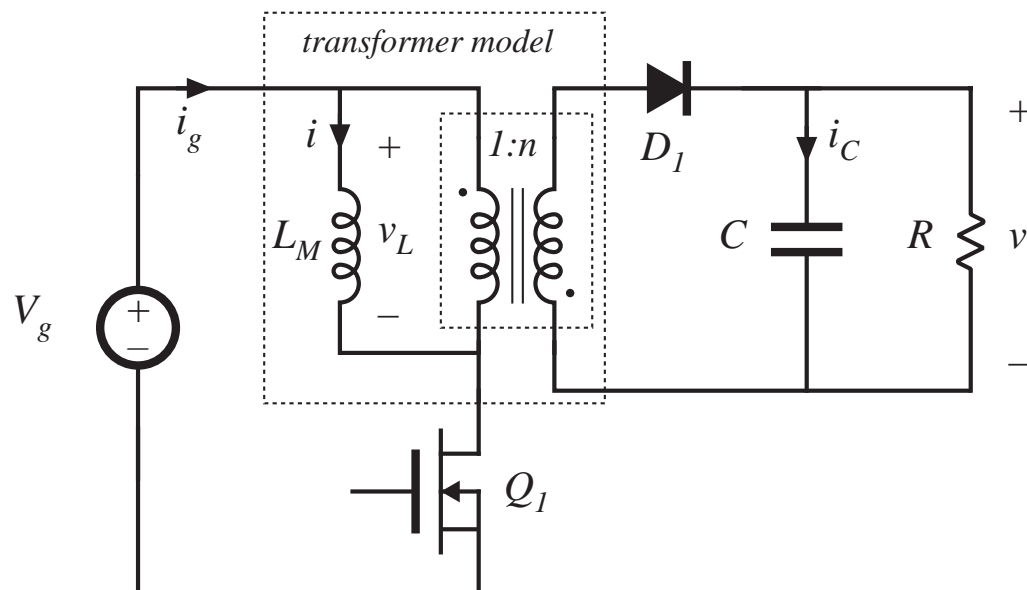 transformer model
i_g
i
+
1:n
D_1
i_C
+
L_M
v_L
C
R
v
V_g
+
−
−
−
Q_1